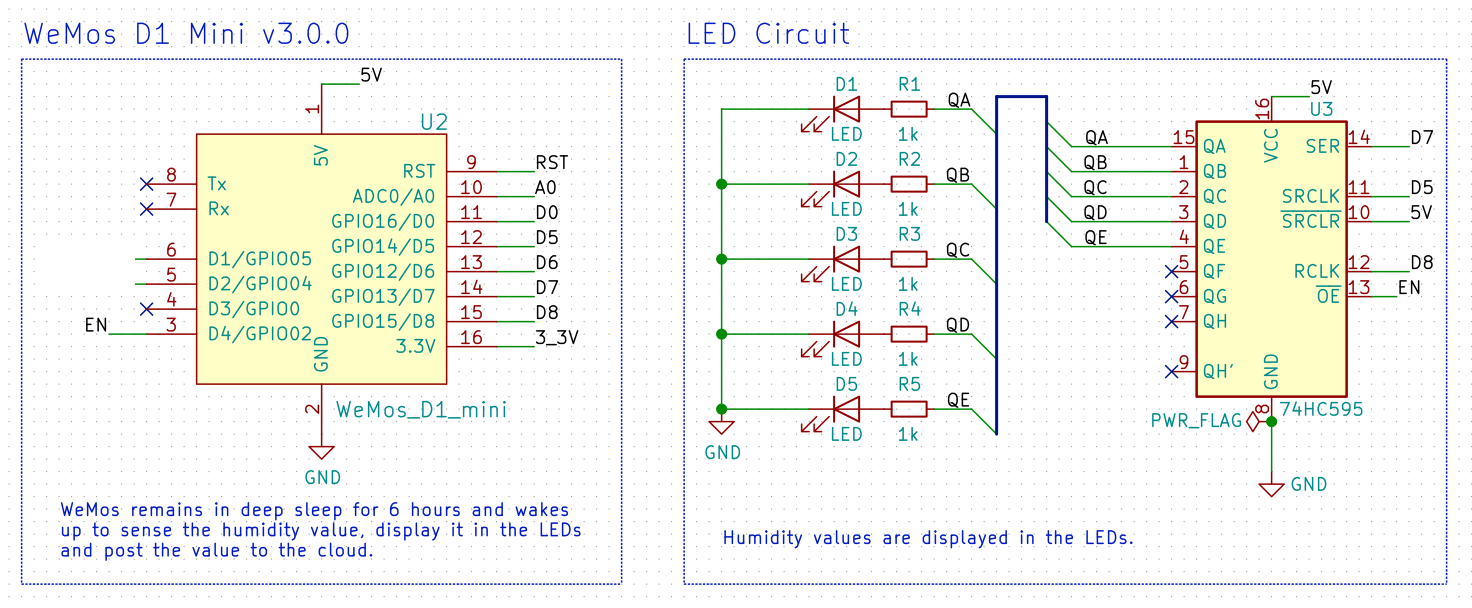 WeMos D1 Mini v3.0.0
5V
1
U2
5V
8
Tx
7
Rx
6
D1/GPIO05
5
D2/GPIO04
4
D3/GPIO0
EN
3
D4/GPIO02
RST
9
RST
ADC0/A0
10
A0
GPIO16/D0
11
D0
GPIO14/D5
12
D5
GPIO12/D6
13
D6
GPIO13/D7
14
D7
GPIO15/D8
15
D8
3.3V
16
3_3V
GND
2
WeMos_D1_mini
GND
WeMos remains in deep sleep for 6 hours and wakes
up to sense the humidity value, display it in the LEDs
and post the value to the cloud.
LED Circuit
D1
R1
QA
LED
1k
D2
R2
QB
LED
1k
D3
R3
QC
LED
1k
D4
R4
QD
LED
1k
D5
R5
QE
LED
1k
GND
5V
16
U3
VCC
QA
15
QA
QB
1
QB
QC
2
QC
QD
3
QD
QE
4
QE
5
QF
6
QG
7
QH
9
QH'
SER
14
D7
SRCLK
11
D5
SRCLR
10
5V
RCLK
12
D8
OE
13
EN
GND
8
74HC595
PWR_FLAG
GND
Humidity values are displayed in the LEDs.